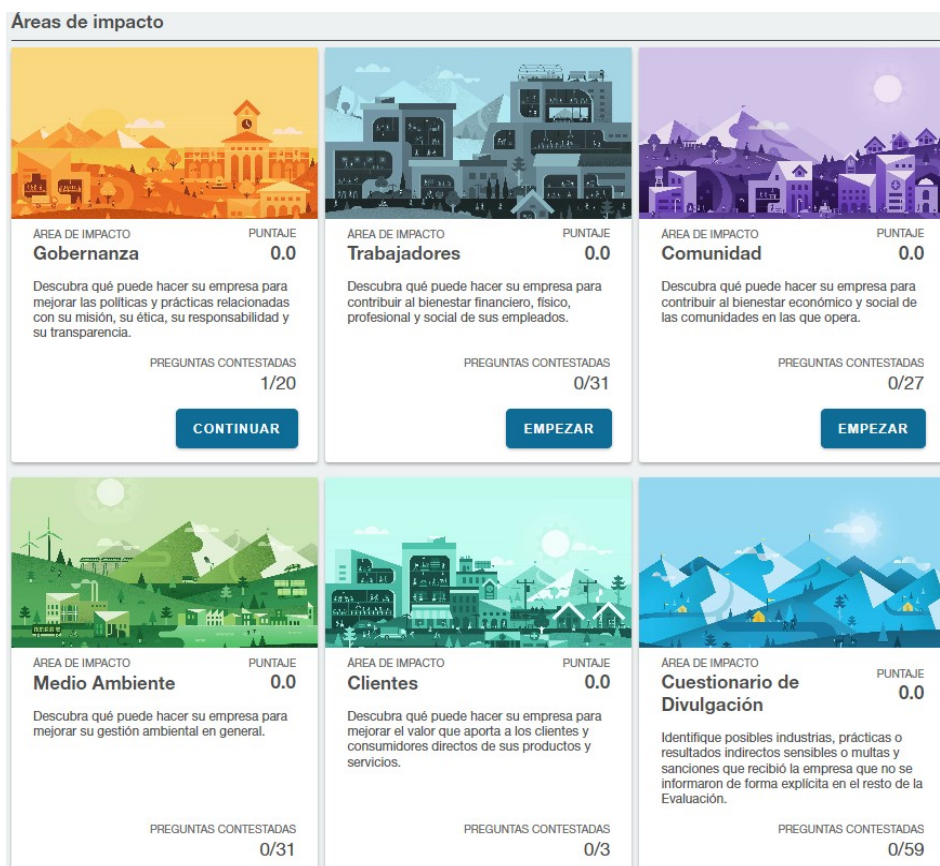 Áreas de impacto
ÁREA DE IMPACTO PUNTAJE
Gobernanza 0.0
Descubra qué puede hacer su empresa para
mejorar las políticas y prácticas relacionadas
con su misión, su ética, su responsabilidad y
su transparencia.
PREGUNTAS CONTESTADAS
1/20
CONTINUAR
ÁREA DE IMPACTO PUNTAJE
Trabajadores 0.0
Descubra qué puede hacer su empresa para
contribuir al bienestar financiero, físico,
profesional y social de sus empleados.
PREGUNTAS CONTESTADAS
0/31
EMPEZAR
ÁREA DE IMPACTO PUNTAJE
Comunidad 0.0
Descubra qué puede hacer su empresa para
contribuir al bienestar económico y social de
las comunidades en las que opera.
PREGUNTAS CONTESTADAS
0/27
EMPEZAR
ÁREA DE IMPACTO PUNTAJE
Medio Ambiente 0.0
Descubra qué puede hacer su empresa para
mejorar su gestión ambiental en general.
PREGUNTAS CONTESTADAS
0/31
ÁREA DE IMPACTO PUNTAJE
Clientes 0.0
Descubra qué puede hacer su empresa para
mejorar el valor que aporta a los clientes y
consumidores directos de sus productos y
servicios.
PREGUNTAS CONTESTADAS
0/3
ÁREA DE IMPACTO PUNTAJE
Cuestionario de 0.0
Divulgación
Identifique posibles industrias, prácticas o
resultados indirectos sensibles o multas y
sanciones que recibió la empresa que no se
informaron de forma explícita en el resto de la
Evaluación.
PREGUNTAS CONTESTADAS
0/59